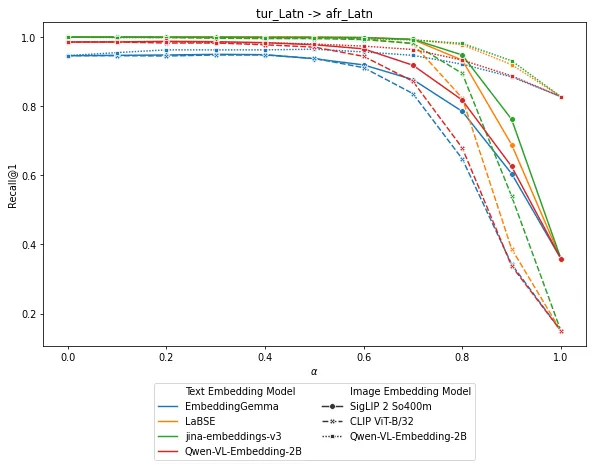 tur_Latn -> afr_Latn
Recall@1
1.0
0.8
0.6
0.4
0.2
0.0 0.2 0.4 0.6 0.8 1.0
α
Text Embedding Model Image Embedding Model
EmbeddingGemma SigLIP 2 So400m
LaBSE CLIP ViT-B/32
jina-embeddings-v3 Qwen-VL-Embedding-2B
Qwen-VL-Embedding-2B